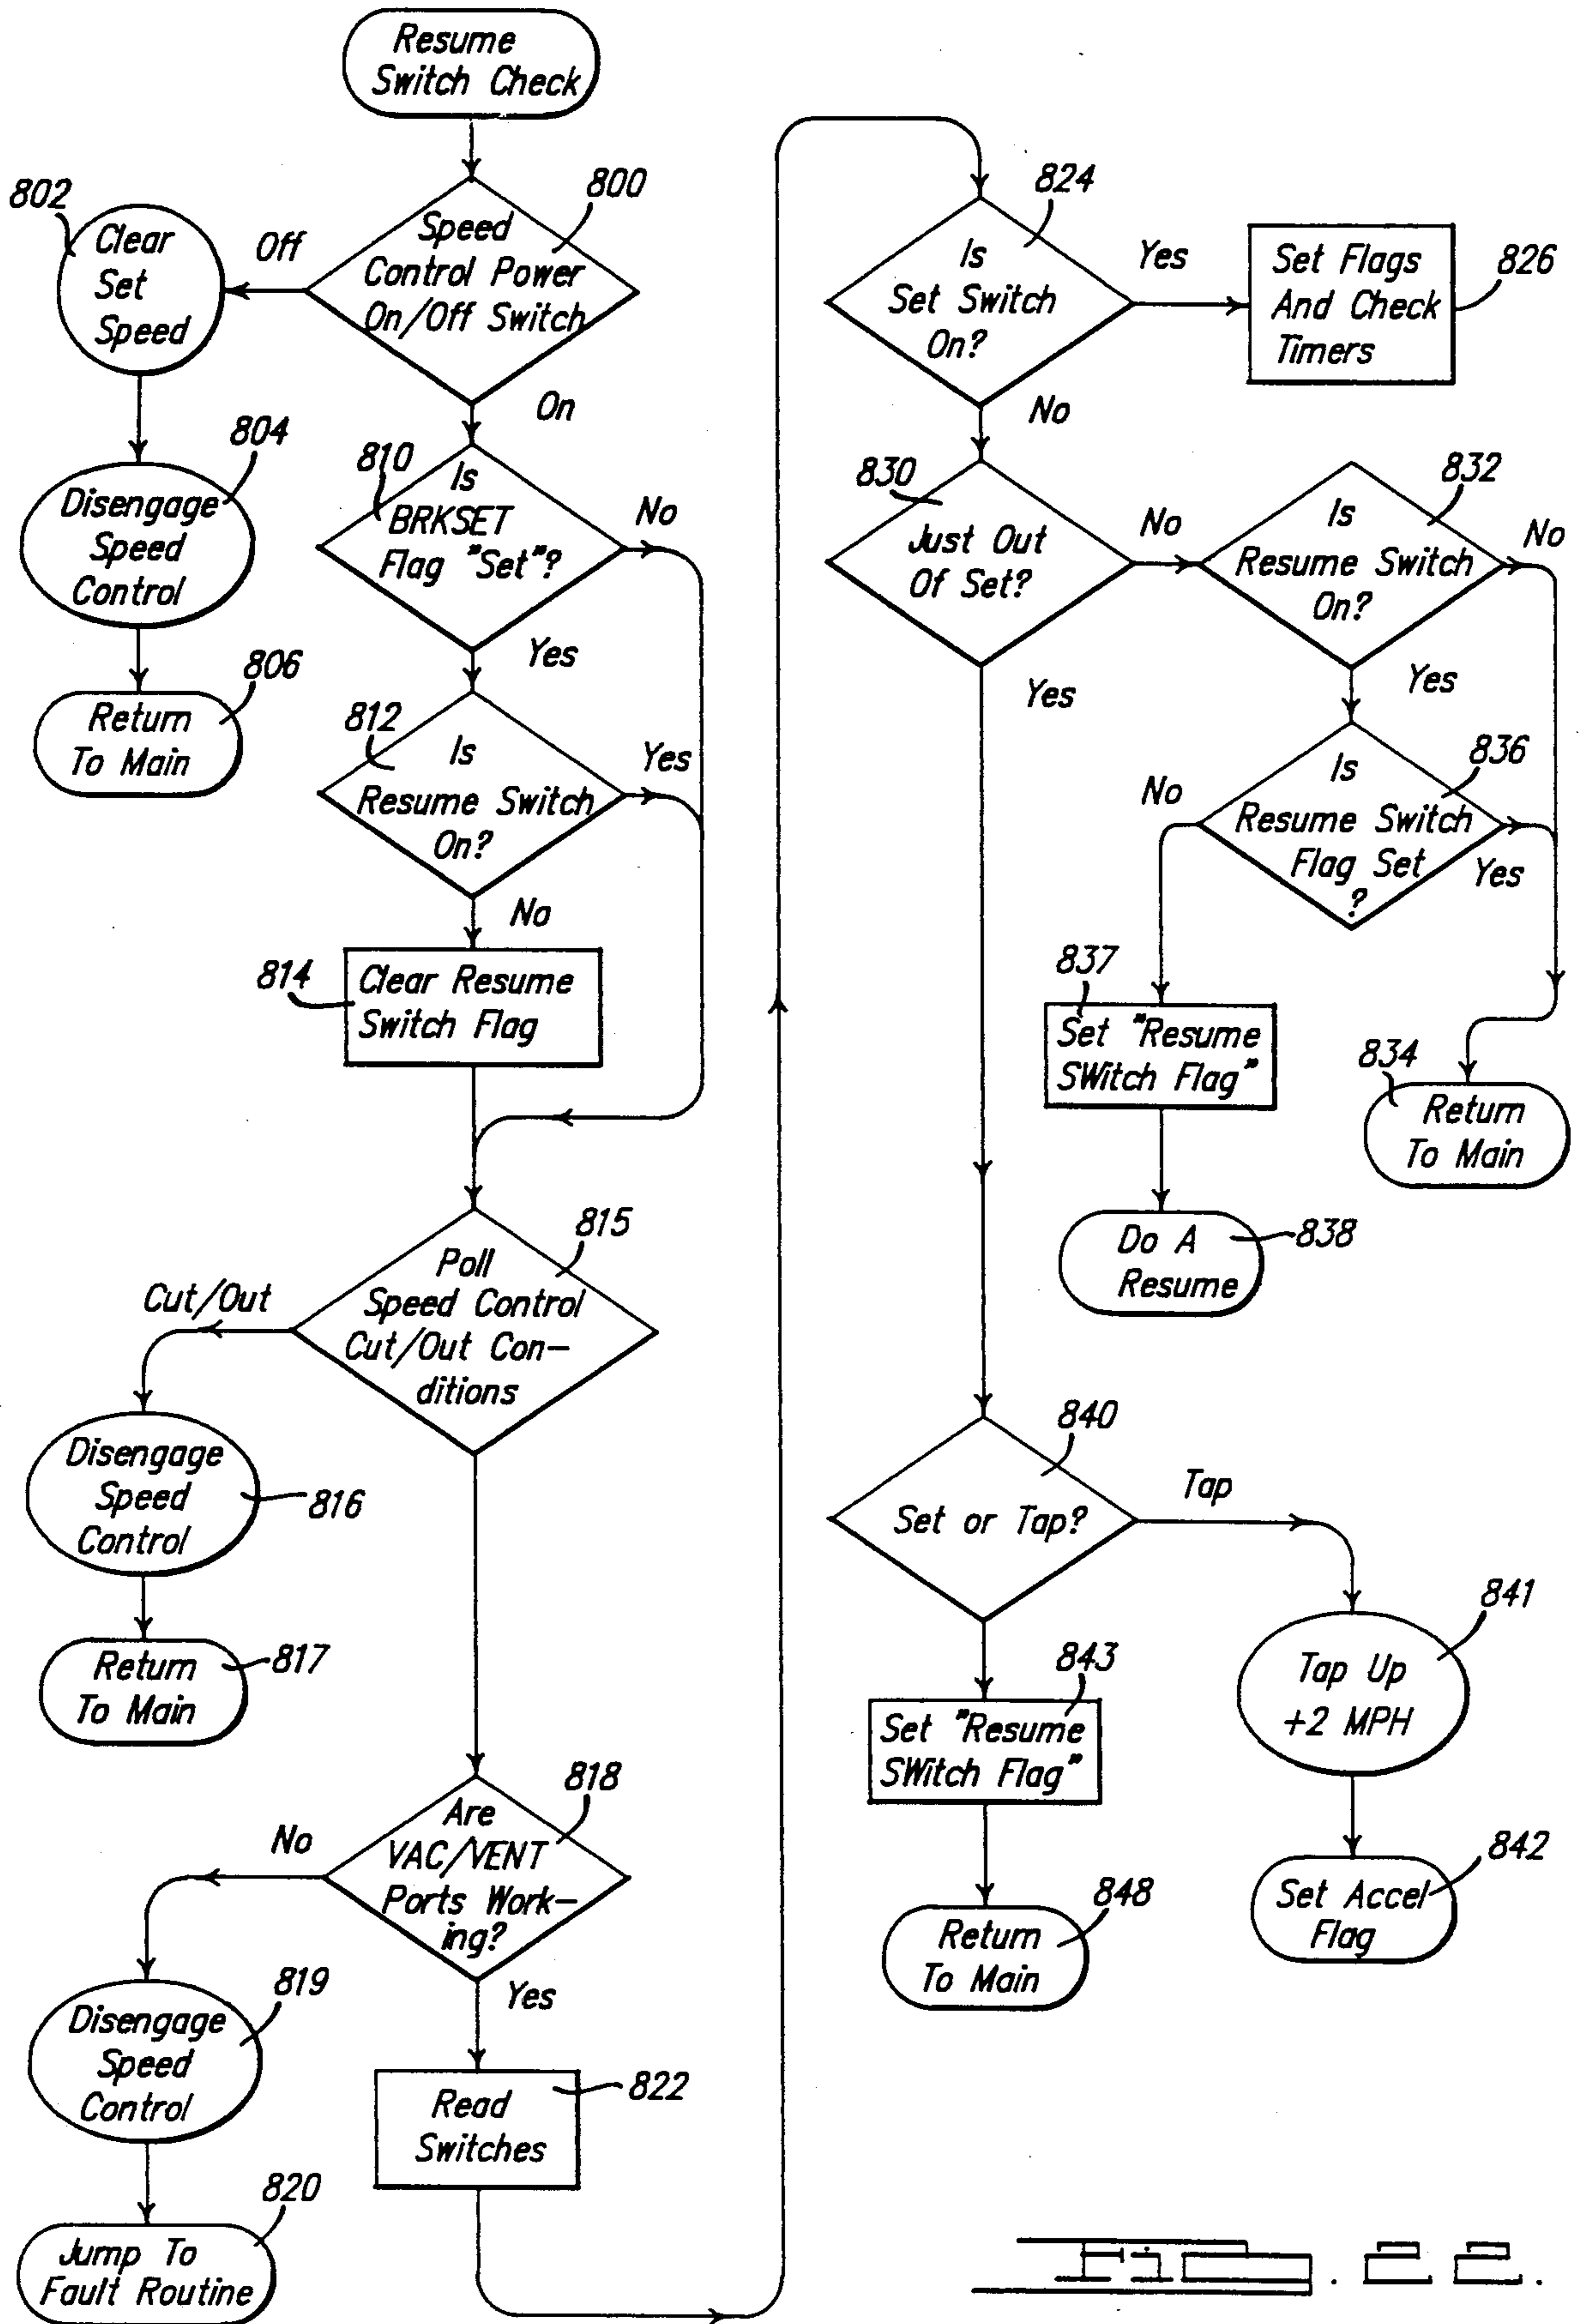 Resume
Switch Check
800
Speed
Control Power
On/Off Switch
Off
On
802
Clear
Set
Speed
804
Disengage
Speed
Control
806
Return
To Main
810
Is
BRKSET
Flag "Set"?
No
Yes
812
Is
Resume Switch
On?
Yes
No
814
Clear Resume
Switch Flag
815
Poll
Speed Control
Cut/Out Con-
ditions
Cut/Out
Disengage
Speed
Control
816
Return
To Main
817
818
Are
VAC/VENT
Ports Work-
ing?
No
Yes
819
Disengage
Speed
Control
820
Jump To
Fault Routine
822
Read
Switches
824
Is
Set Switch
On?
Yes
No
Set Flags
And Check
Timers
826
830
Just Out
Of Set?
No
Yes
832
Is
Resume Switch
On?
No
Yes
836
Is
Resume Switch
Flag Set
?
No
Yes
837
Set "Resume
SWitch Flag"
834
Return
To Main
Do A
Resume
838
840
Set or Tap?
Tap
841
Tap Up
+2 MPH
842
Set Accel
Flag
843
Set "Resume
SWitch Flag"
848
Return
To Main
Fig. 22.